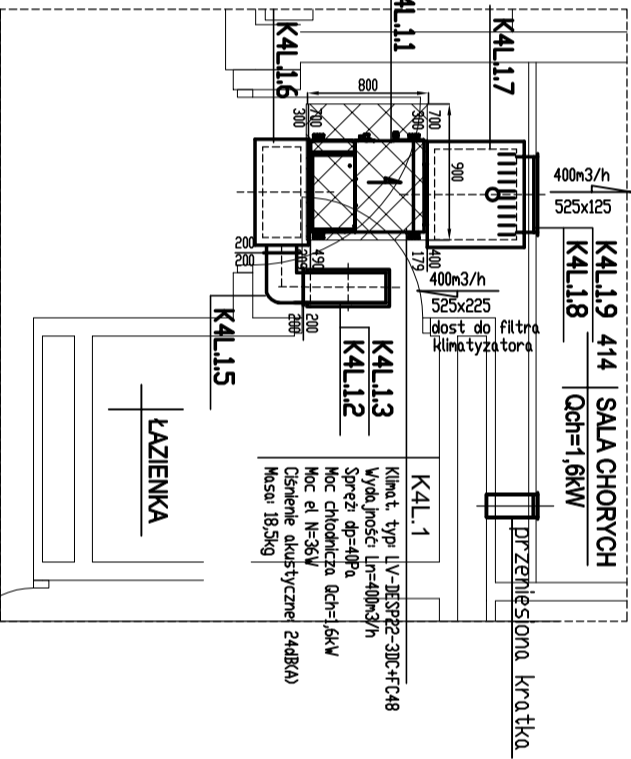 K4L.1.6
K4L.1.1
K4L.1.7
800
700
300
700
300
900
400m3/h
525x125
K4L.1.9
K4L.1.8
414
SALA CHORYCH
Qch=1,6kW
200
200
200
490
400
179
400m3/h
525x225
dost do filtra
klimatyzatora
200
200
K4L.1.5
K4L.1.3
K4L.1.2
ŁAZIENKA
K4L.1
Klimat. typ: LV-DESP22-3DC+FC48
Wydajność: Ln=400m3/h
Spręż: dp=40Pa
Moc chłodnicza Qch=1,6kW
Moc el N=36W
Ciśnienie akustyczne: 24dB(A)
Masa: 18,5kg
przeniesiona kratka